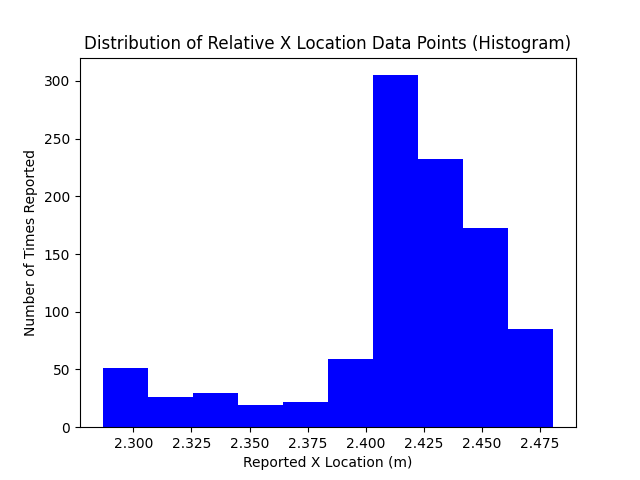 Distribution of Relative X Location Data Points (Histogram)
300
250
200
150
100
50
0
Number of Times Reported
2.300 2.325 2.350 2.375 2.400 2.425 2.450 2.475
Reported X Location (m)